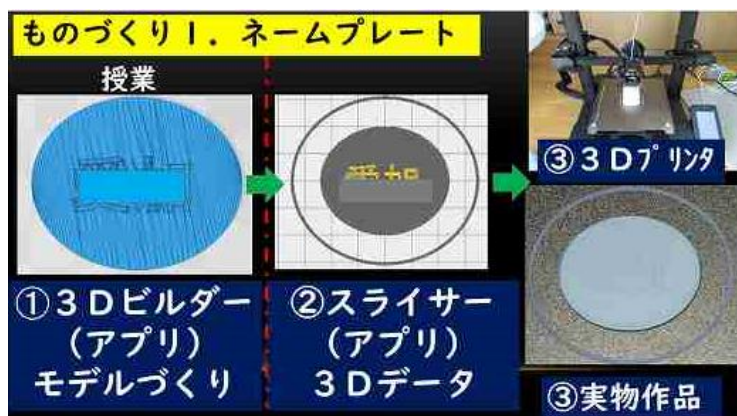 ものづくりⅠ．ネームプレート
授業
③３Ｄﾌﾟﾘﾝﾀ
①３Ｄビルダー
（アプリ）
モデルづくり
②スライサー
（アプリ）
３Ｄデータ
③実物作品